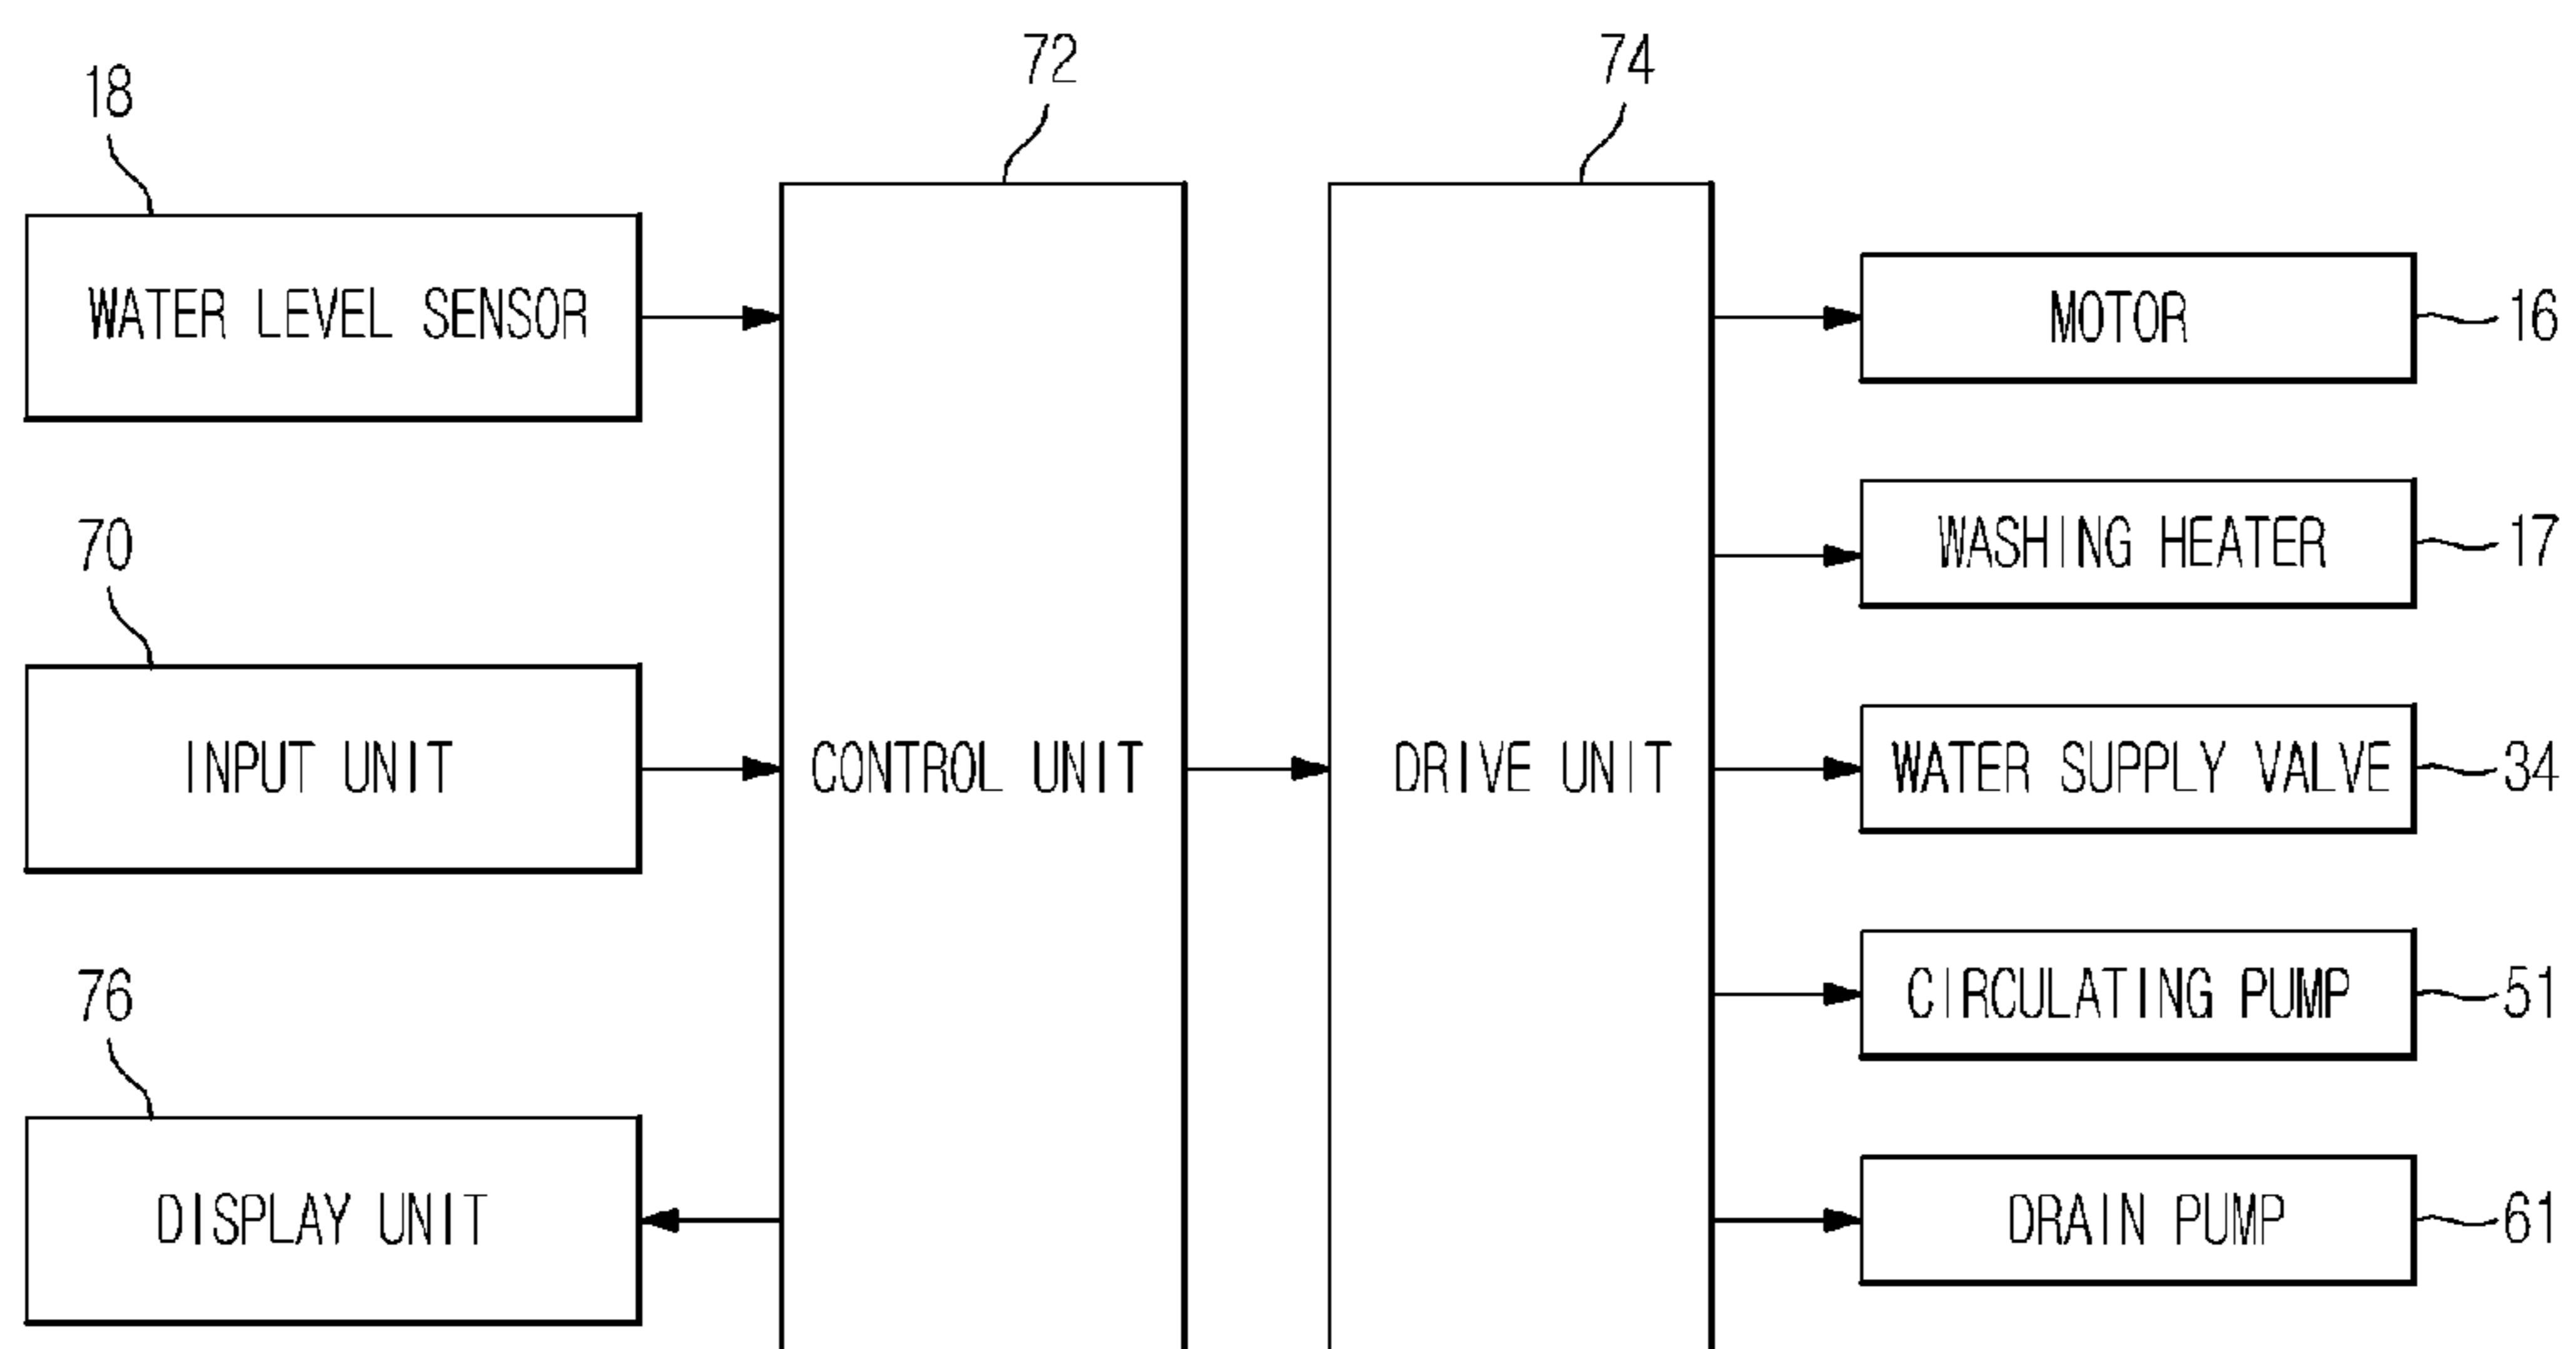 72
74
18
WATER LEVEL SENSOR
MOTOR
16
70
WASHING HEATER
17
INPUT UNIT
CONTROL UNIT
DRIVE UNIT
WATER SUPPLY VALVE
34
76
CIRCULATING PUMP
51
DISPLAY UNIT
DRAIN PUMP
61